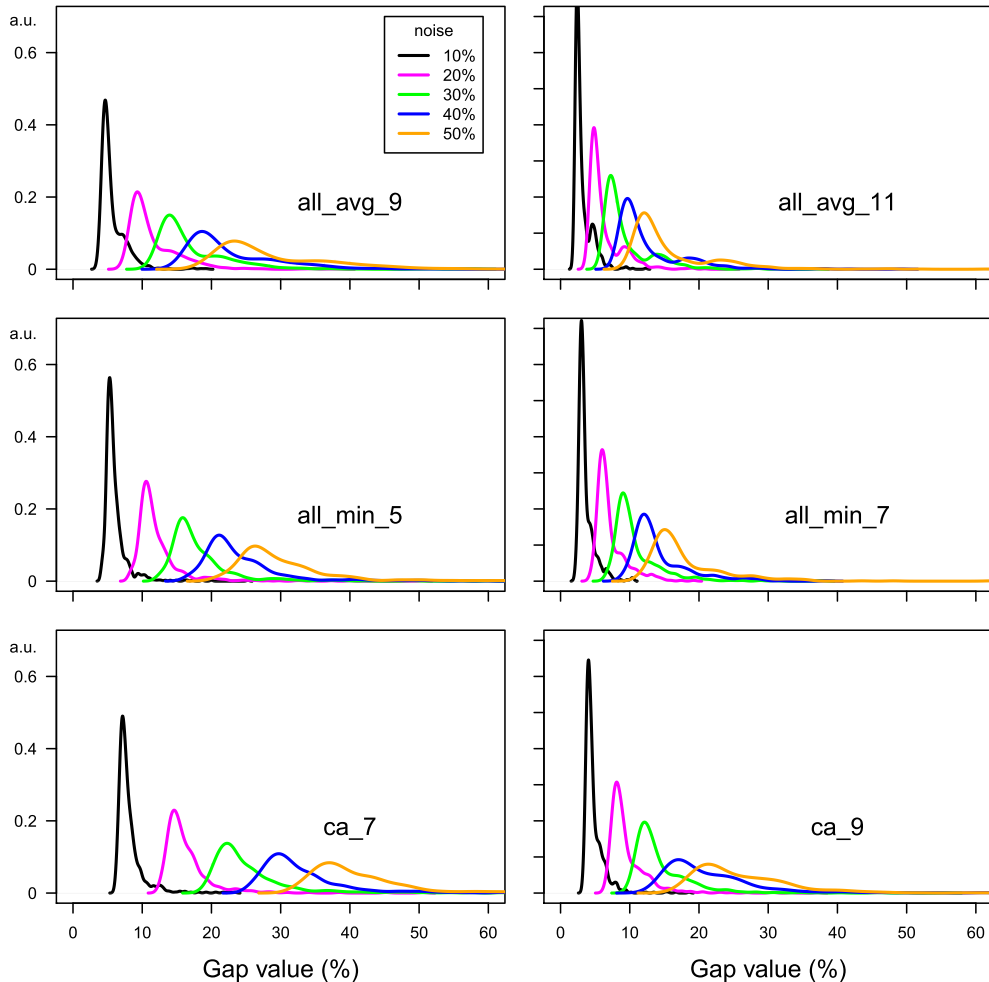 a.u.
noise
10%
20%
30%
40%
50%
0.6
0.4
0.2
0
all_avg_9
all_avg_11
a.u.
0.6
0.4
0.2
0
all_min_5
all_min_7
a.u.
0.6
0.4
0.2
0
ca_7
ca_9
0 10 20 30 40 50 60
0 10 20 30 40 50 60
Gap value (%)
Gap value (%)